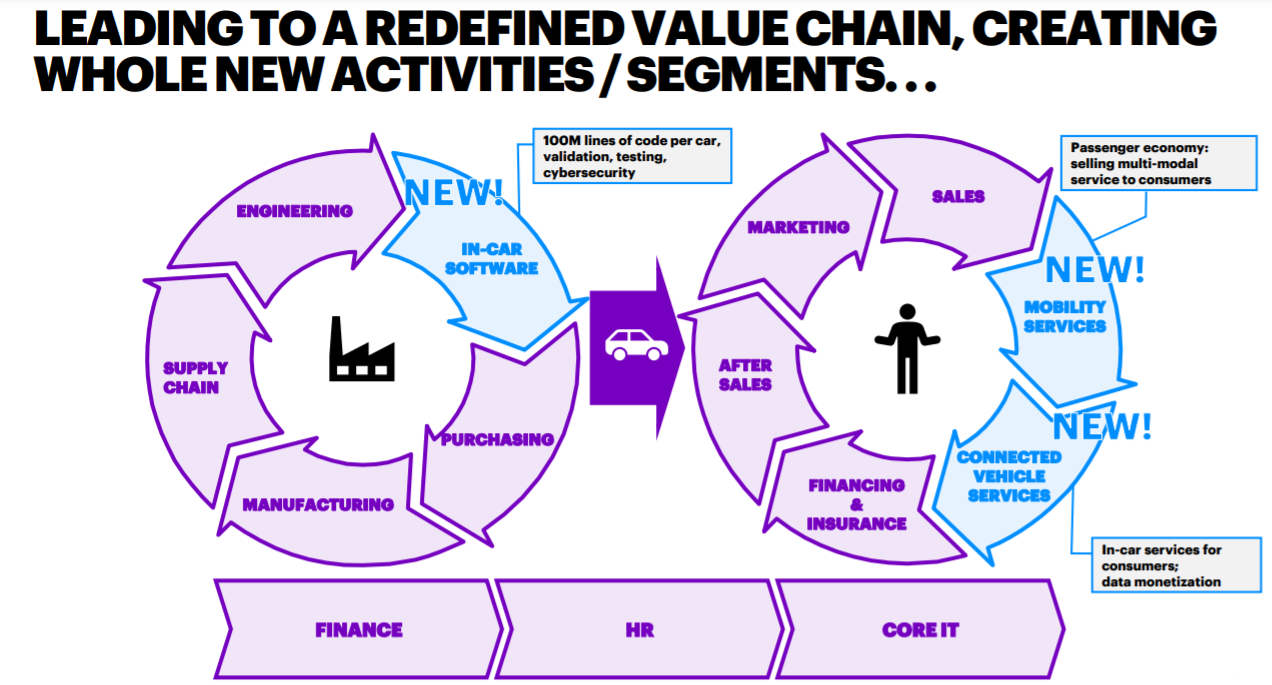 LEADING TO A REDEFINED VALUE CHAIN, CREATING
WHOLE NEW ACTIVITIES / SEGMENTS...
100M lines of code per car,
validation, testing,
cybersecurity
NEW!
ENGINEERING
IN-CAR
SOFTWARE
SUPPLY
CHAIN
PURCHASING
MANUFACTURING
Passenger economy:
selling multi-modal
service to consumers
SALES
MARKETING
NEW!
MOBILITY
SERVICES
AFTER
SALES
NEW!
CONNECTED
VEHICLE
SERVICES
FINANCING
&
INSURANCE
In-car services for
consumers;
data monetization
FINANCE
HR
CORE IT